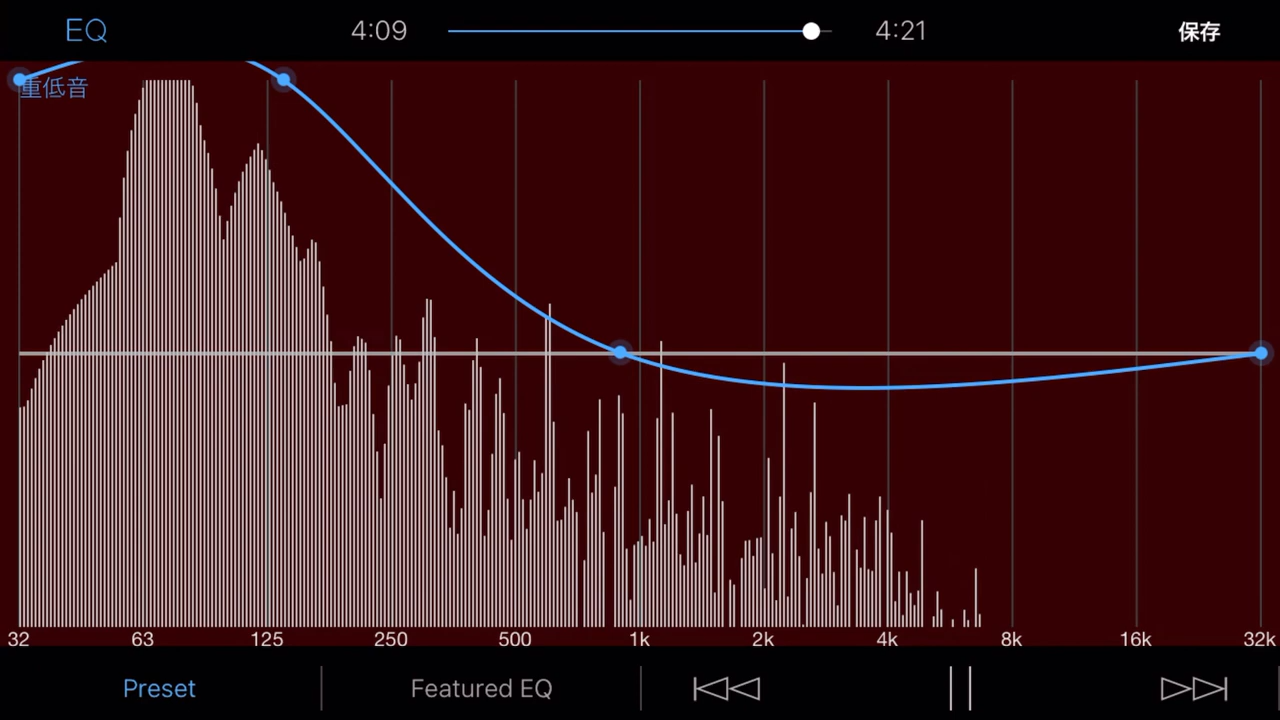 EQ 4:09 4:21 保存
重低音
32 63 125 250 500 1k 2k 4k 8k 16k 32k
Preset Featured EQ